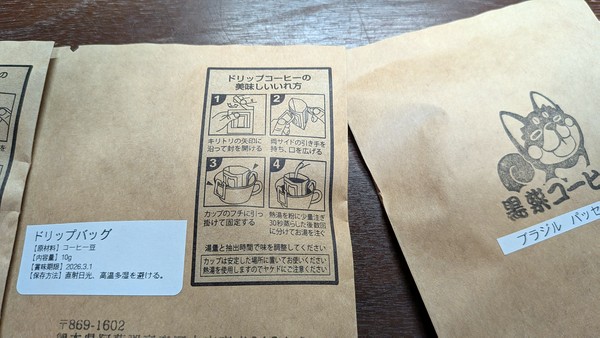 ドリップコーヒーの
美味しいいれ方
1
キリトリの矢印に
沿って封を開ける
2
両サイドの引き手を
持ち、口を広げる
3
カップのフチに引っ
掛けて固定する
4
熱湯を粉に少量注ぎ
30秒蒸らした後数回
に分けてお湯を注ぐ
湯量と抽出時間で味を調整してください
カップは安定した場所に置いてお使いください
熱湯を使用しますのでヤケドにご注意ください
ドリップバッグ
【原材料】コーヒー豆
【内容量】10g
【賞味期限】2026.3.1
【保存方法】直射日光、高温多湿を避ける。
〒869-1602
黒柴コーヒ
ブラジル パッセ